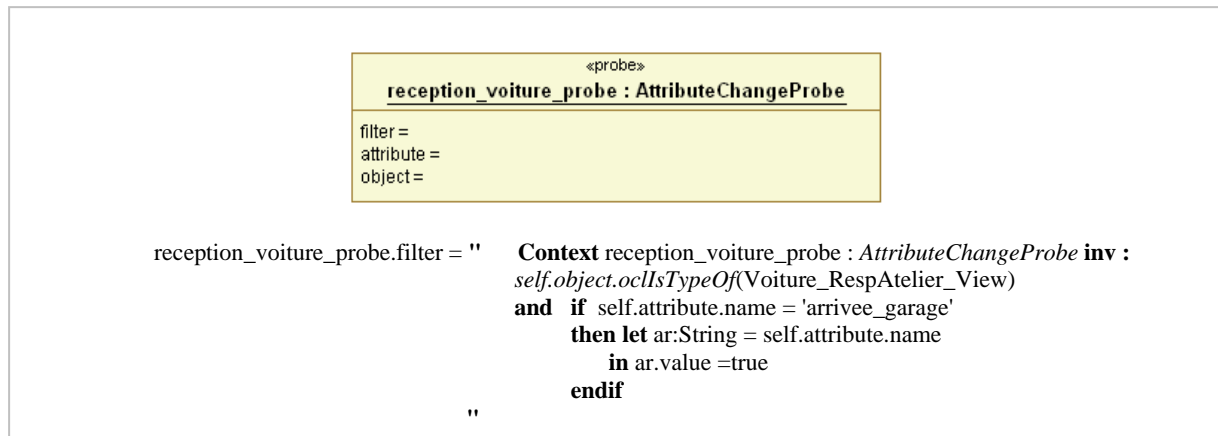 «probe»
reception_voiture_probe : AttributeChangeProbe
filter =
attribute =
object =
reception_voiture_probe.filter = " Context reception_voiture_probe : AttributeChangeProbe inv :
self.object.oclIsTypeOf(Voiture_RespAtelier_View)
and if self.attribute.name = 'arrivee_garage'
then let ar:String = self.attribute.name
in ar.value =true
endif
"